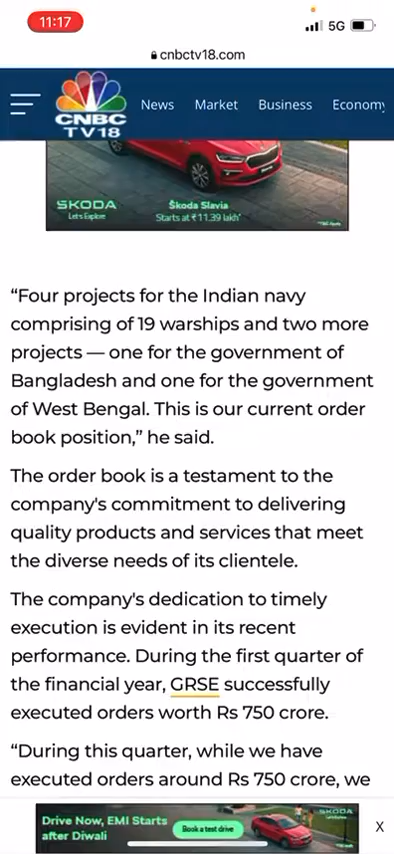 11:17
5G
cnbctv18.com
CNBC
TV18
News Market Business Economy
SKODA
Let's Explore
Škoda Slavia
Starts at ₹11.39 lakh*
*T&C Apply
“Four projects for the Indian navy
comprising of 19 warships and two more
projects — one for the government of
Bangladesh and one for the government
of West Bengal. This is our current order
book position,” he said.
The order book is a testament to the
company's commitment to delivering
quality products and services that meet
the diverse needs of its clientele.
The company's dedication to timely
execution is evident in its recent
performance. During the first quarter of
the financial year, GRSE successfully
executed orders worth Rs 750 crore.
“During this quarter, while we have
executed orders around Rs 750 crore, we
Drive Now, EMI Starts
after Diwali
Book a test drive
SKODA
X